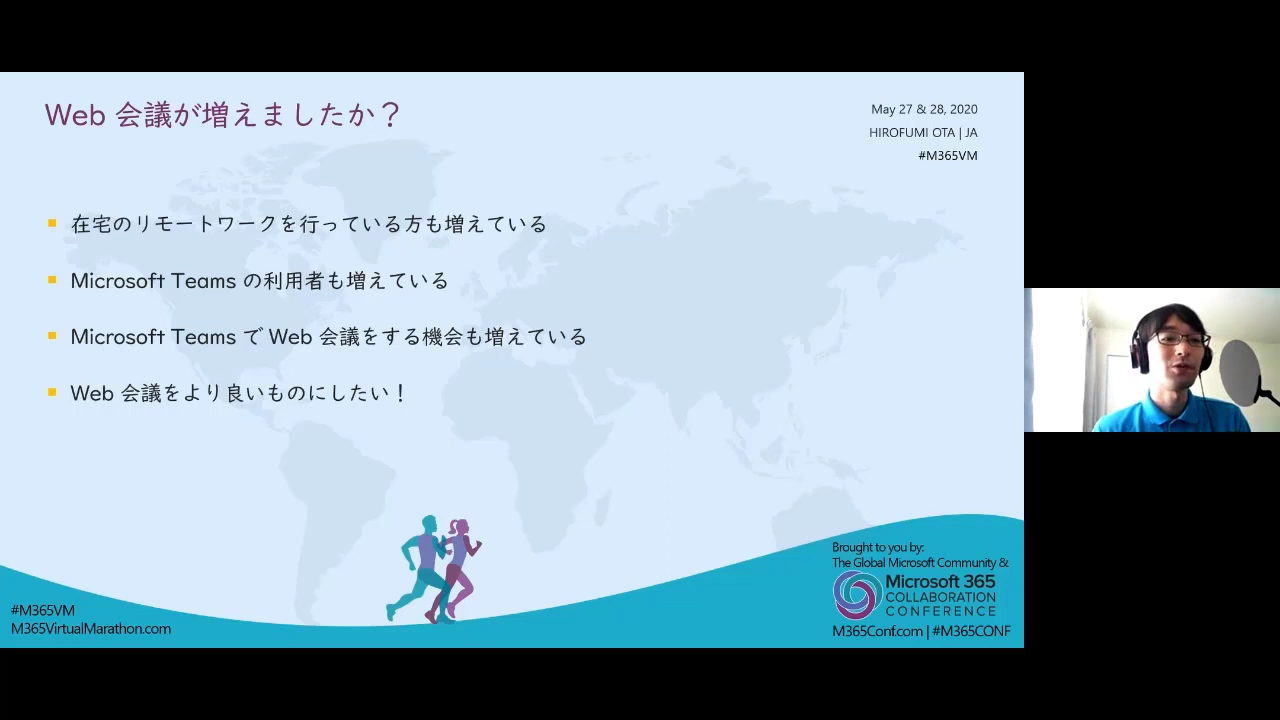 Web 会議が増えましたか？
May 27 & 28, 2020
HIROFUMI OTA | JA
#M365VM
在宅のリモートワークを行っている方も増えている
Microsoft Teams の利用者も増えている
Microsoft Teams で Web 会議をする機会も増えている
Web 会議をより良いものにしたい！
#M365VM
M365VirtualMarathon.com
Brought to you by:
The Global Microsoft Community &
Microsoft 365
COLLABORATION
CONFERENCE
M365Conf.com | #M365CONF